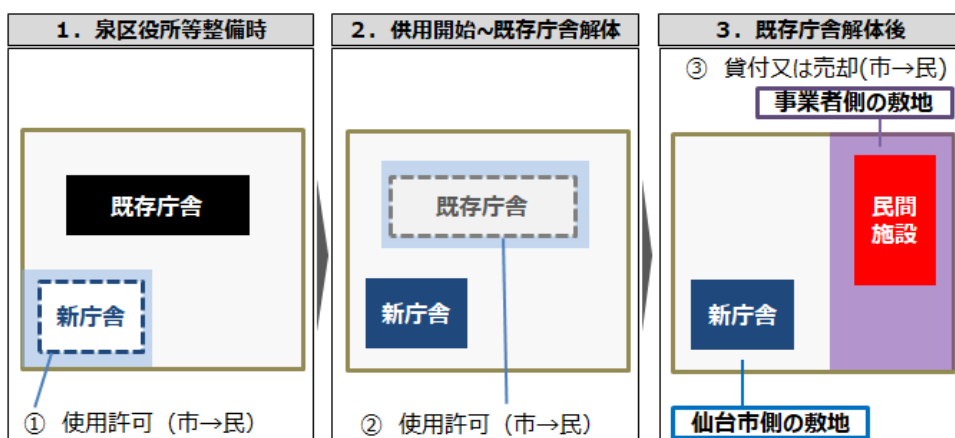 1．泉区役所等整備時
既存庁舎
新庁舎
① 使用許可（市→民）
2．供用開始~既存庁舎解体
既存庁舎
新庁舎
② 使用許可（市→民）
3．既存庁舎解体後
③ 貸付又は売却(市→民)
事業者側の敷地
民間
施設
新庁舎
仙台市側の敷地